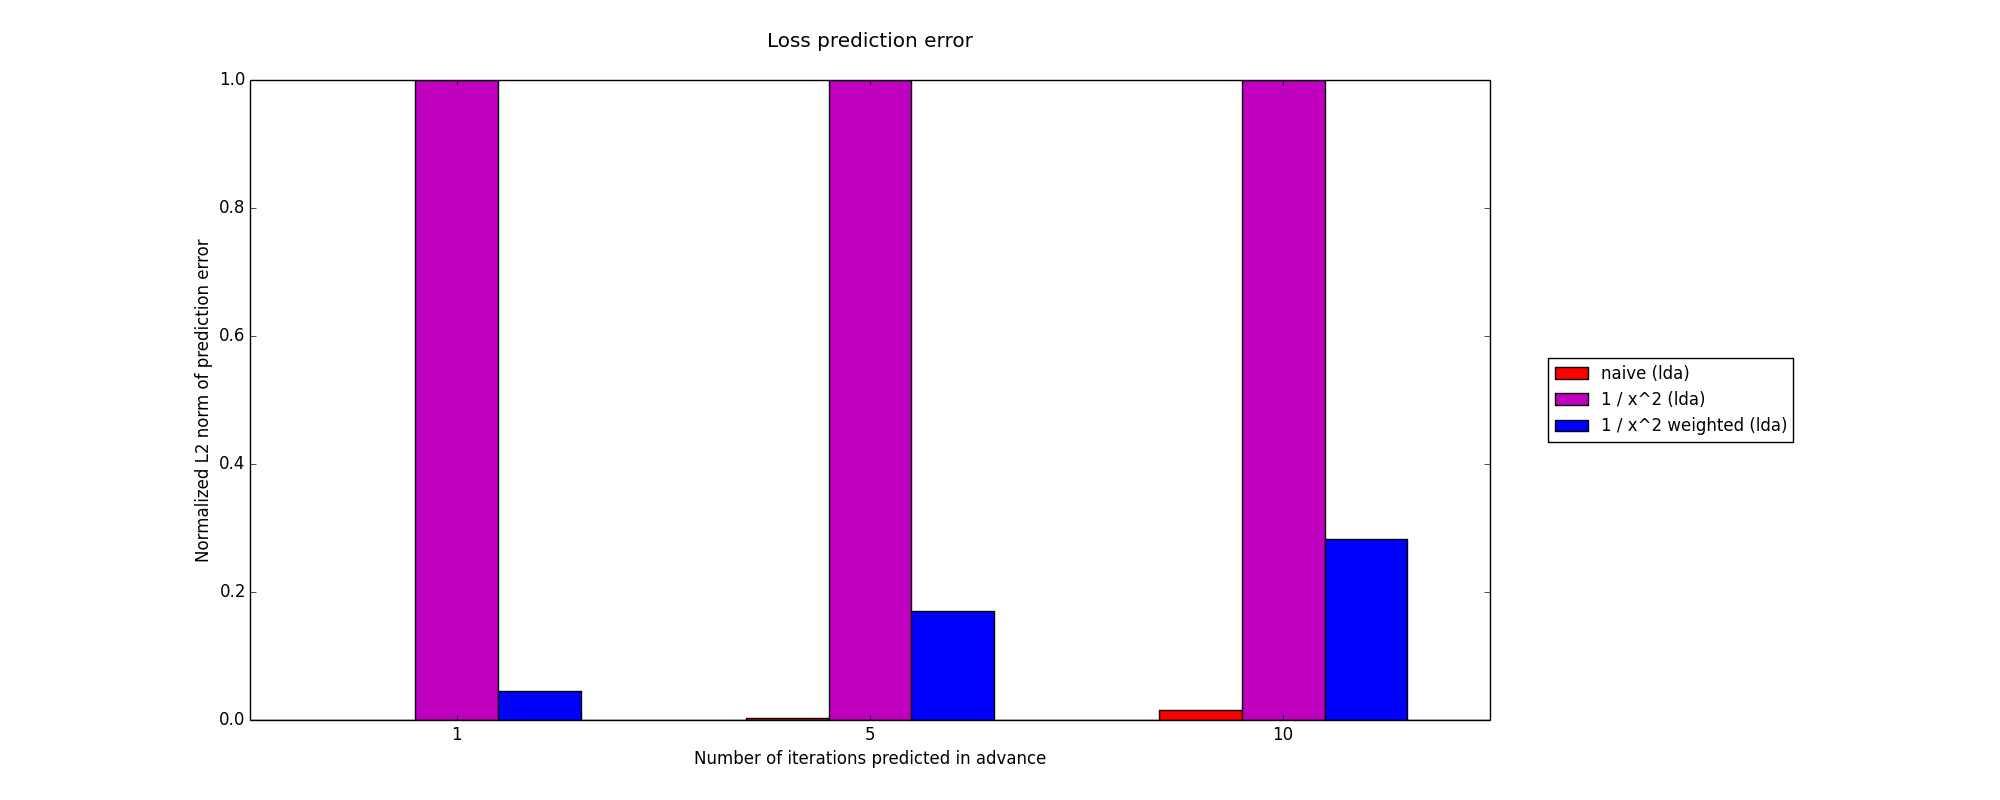 Loss prediction error
1.0
0.8
0.6
0.4
0.2
0.0
Normalized L2 norm of prediction error
1
5
10
Number of iterations predicted in advance
naive (lda)
1 / x^2 (lda)
1 / x^2 weighted (lda)